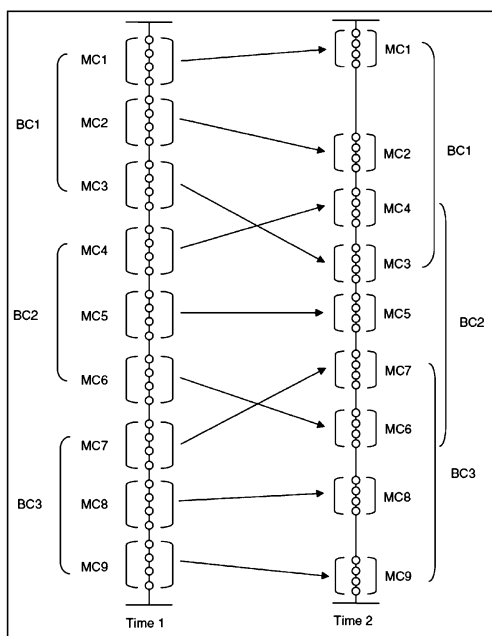 MC1
MC2
BC1
MC3
MC4
BC2
MC5
MC6
MC7
BC3
MC8
MC9
Time 1
MC1
MC2
BC1
MC4
MC3
MC5
BC2
MC7
MC6
BC3
MC8
MC9
Time 2